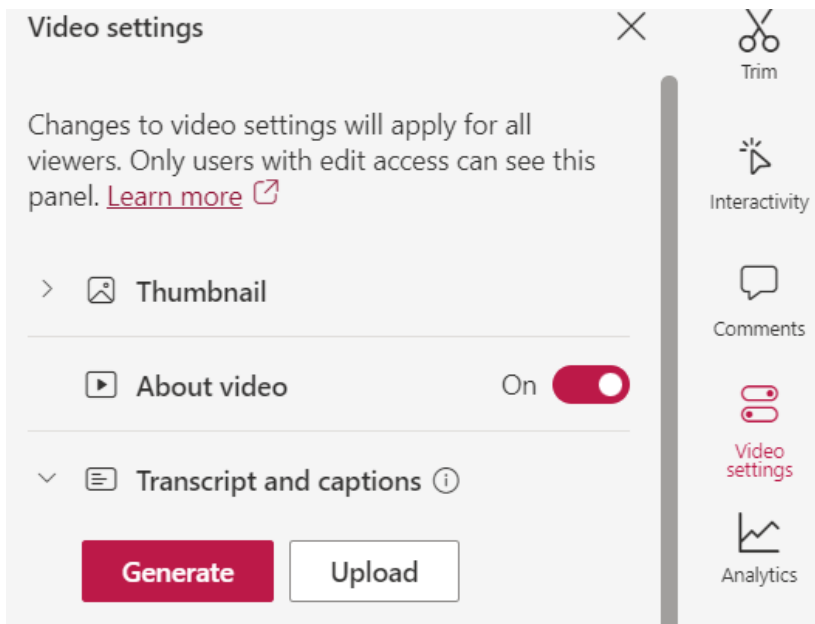 Video settings
Changes to video settings will apply for all
viewers. Only users with edit access can see this
panel. Learn more
Thumbnail
About video On
Transcript and captions
Generate Upload
Trim
Interactivity
Comments
Video
settings
Analytics